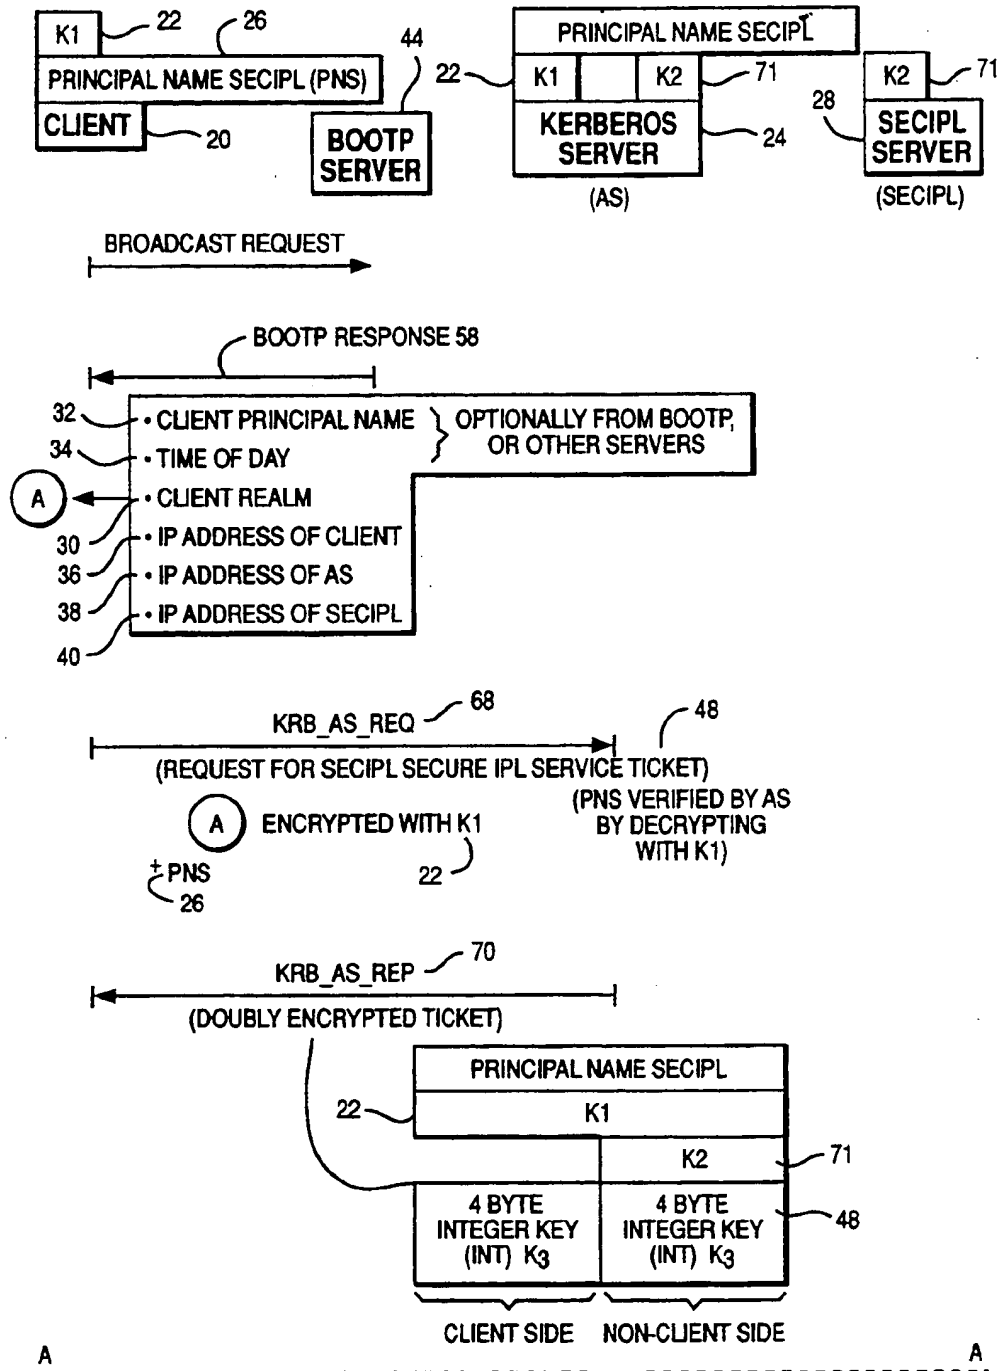 K1
22
26
PRINCIPAL NAME SECIPL (PNS)
CLIENT
20
44
BOOTP
SERVER
PRINCIPAL NAME SECIPL
22
K1
K2
71
KERBEROS
SERVER
24
(AS)
K2
71
28
SECIPL
SERVER
(SECIPL)
BROADCAST REQUEST
BOOTP RESPONSE 58
32
• CLIENT PRINCIPAL NAME
OPTIONALLY FROM BOOTP,
OR OTHER SERVERS
34
• TIME OF DAY
A
• CLIENT REALM
30
• IP ADDRESS OF CLIENT
36
• IP ADDRESS OF AS
38
• IP ADDRESS OF SECIPL
40
KRB_AS_REQ
68
48
(REQUEST FOR SECIPL SECURE IPL SERVICE TICKET)
(PNS VERIFIED BY AS
BY DECRYPTING
WITH K1)
A
ENCRYPTED WITH K1
22
+ PNS
26
KRB_AS_REP
70
(DOUBLY ENCRYPTED TICKET)
PRINCIPAL NAME SECIPL
22
K1
K2
71
4 BYTE
INTEGER KEY
(INT) K3
4 BYTE
INTEGER KEY
(INT) K3
48
CLIENT SIDE
NON-CLIENT SIDE
A
A